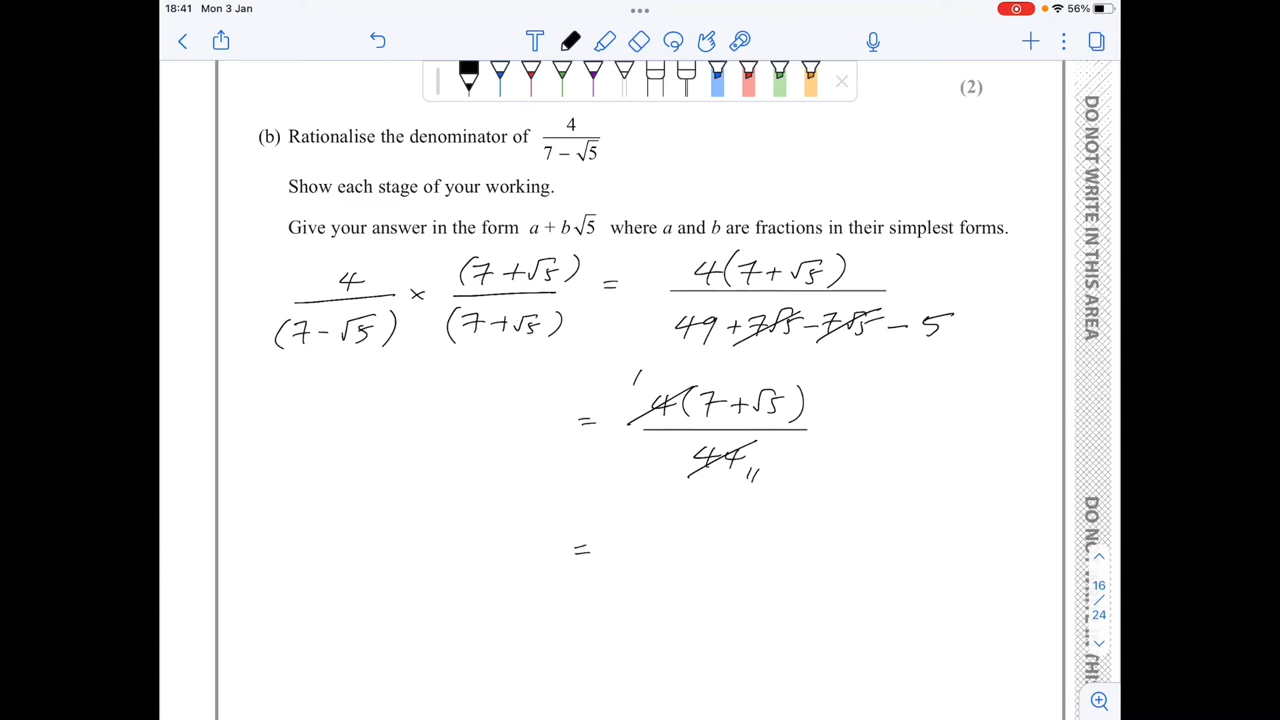 18:41 Mon 3 Jan
56%
(2)
(b) Rationalise the denominator of 4/(7 − √5)
Show each stage of your working.
Give your answer in the form a + b√5 where a and b are fractions in their simplest forms.
4/(7 − √5) × (7 + √5)/(7 + √5) = 4(7 + √5)/(49 + 7√5 − 7√5 − 5)
= 1 4(7 + √5)/44 11
=
DO NOT WRITE IN THIS AREA
16
/
24